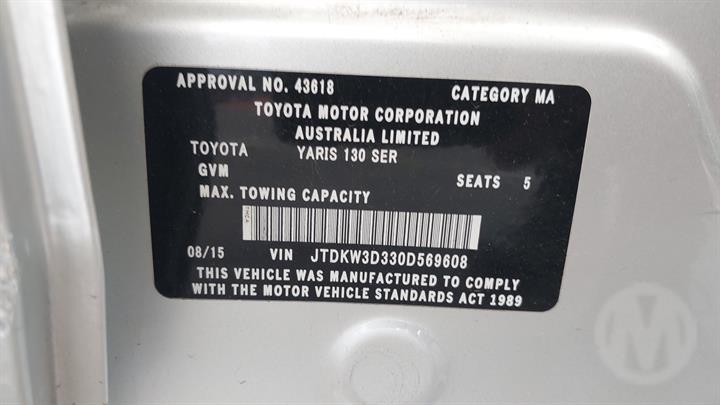 APPROVAL NO. 43618 CATEGORY MA
TOYOTA MOTOR CORPORATION
AUSTRALIA LIMITED
TOYOTA YARIS 130 SER
GVM SEATS 5
MAX. TOWING CAPACITY
08/15 VIN JTDKW3D330D569608
THIS VEHICLE WAS MANUFACTURED TO COMPLY
WITH THE MOTOR VEHICLE STANDARDS ACT 1989
M